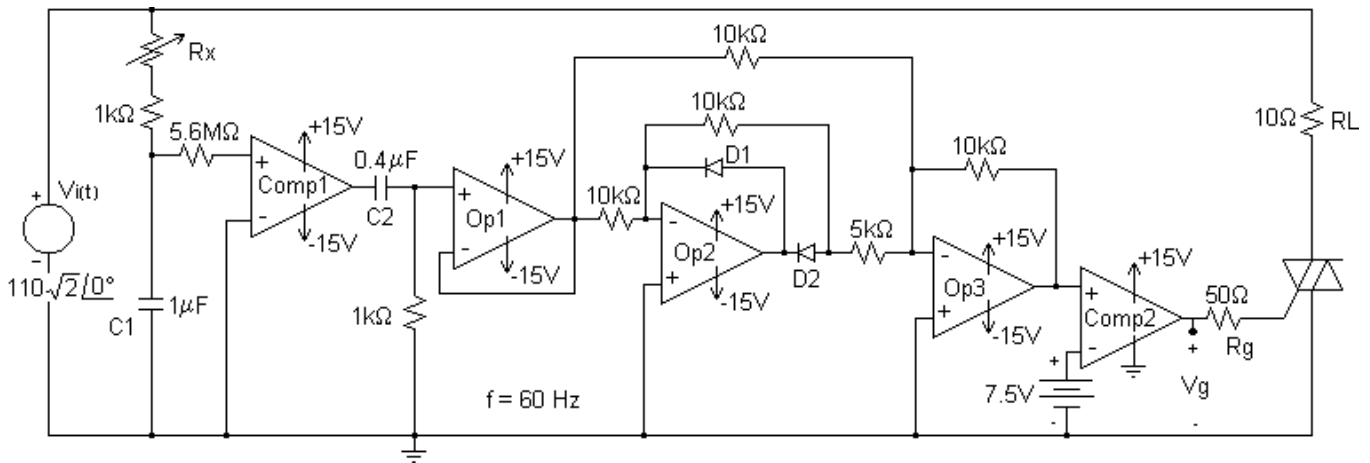 10kΩ
Rx
10kΩ
1kΩ
5.6MΩ
+15V
10Ω
RL
D1
10kΩ
0.4μF
+15V
+
Vi(t)
+
Comp1
-
-15V
C2
+
Op1
-
-15V
10kΩ
-
Op2
+
+15V
-15V
D2
5kΩ
-
Op3
+
+15V
-15V
+
Comp2
-
+15V
50Ω
Rg
-
110√2/0°
1μF
C1
1kΩ
f = 60 Hz
+
7.5V
-
+
Vg
-